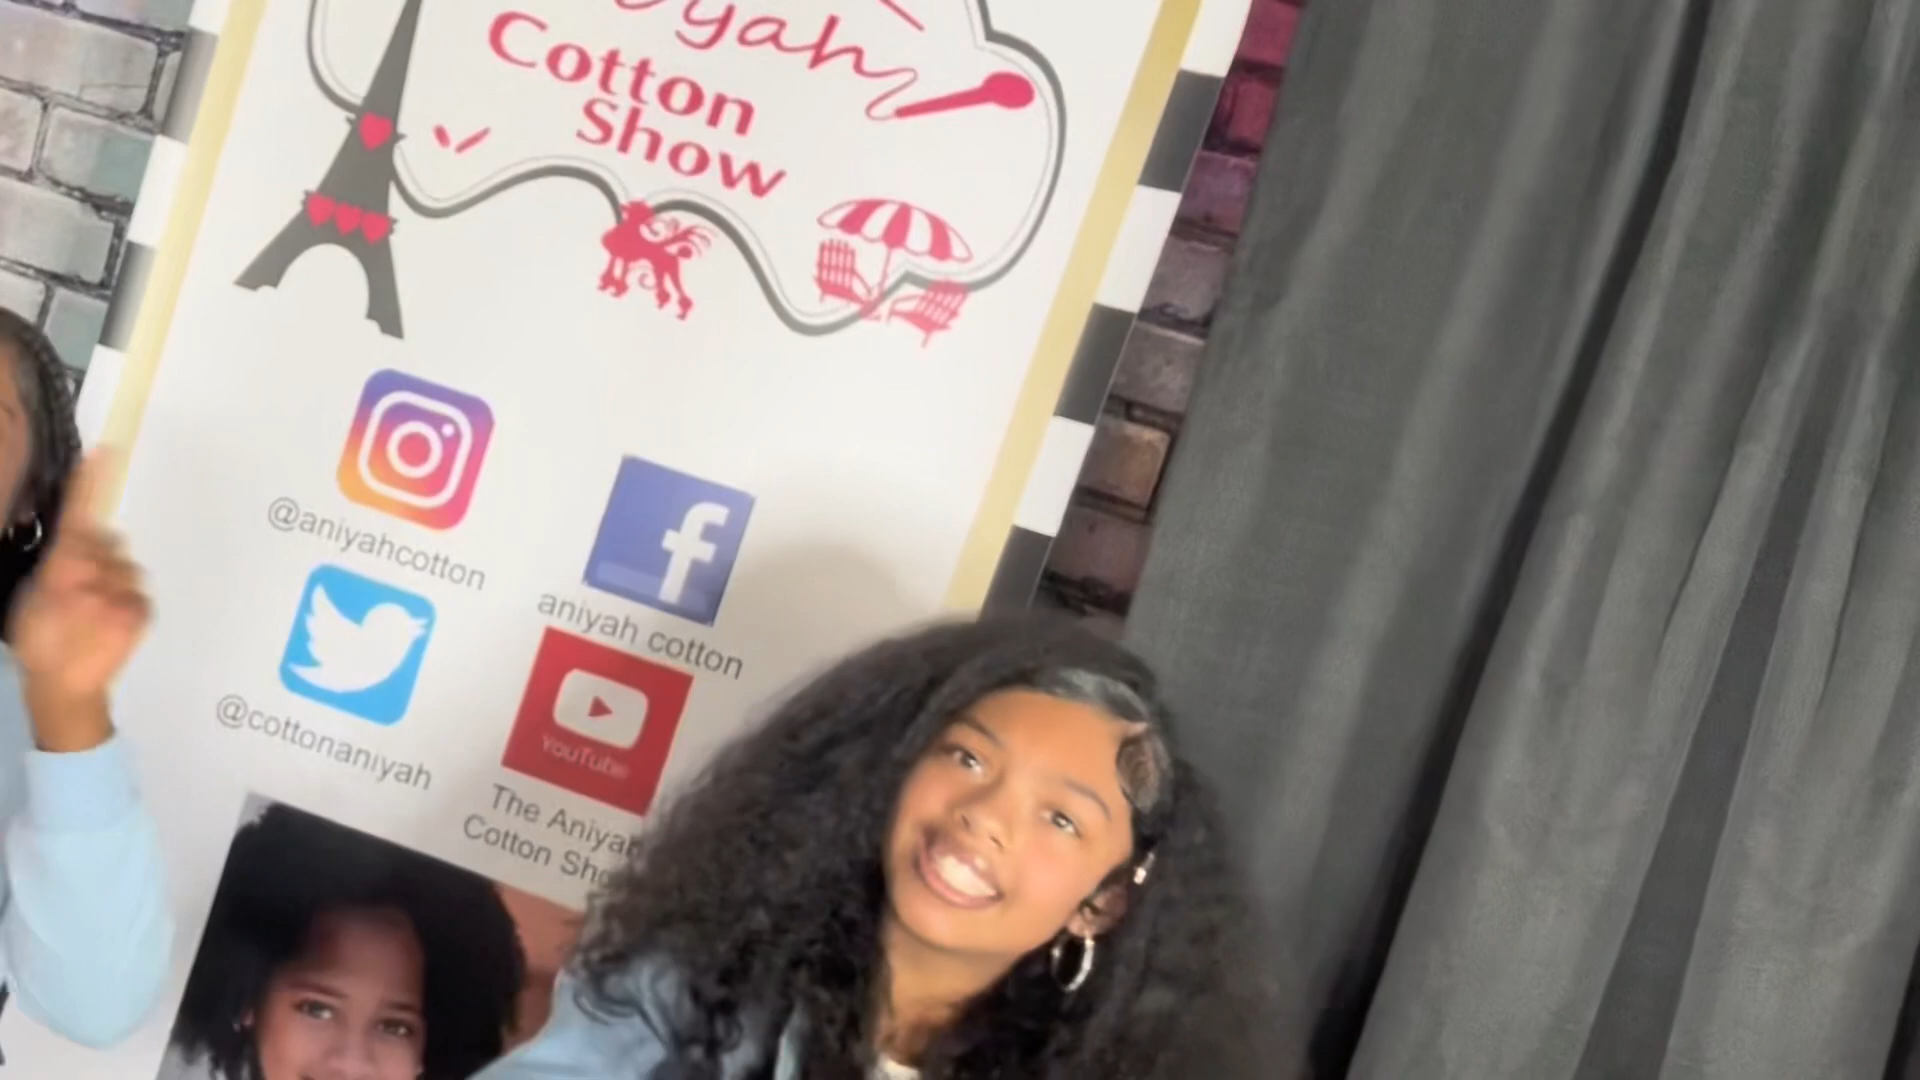 Cotton
Show
@aniyahcotton
aniyah cotton
@cottonaniyah
YouTube
The Aniyah
Cotton Sho